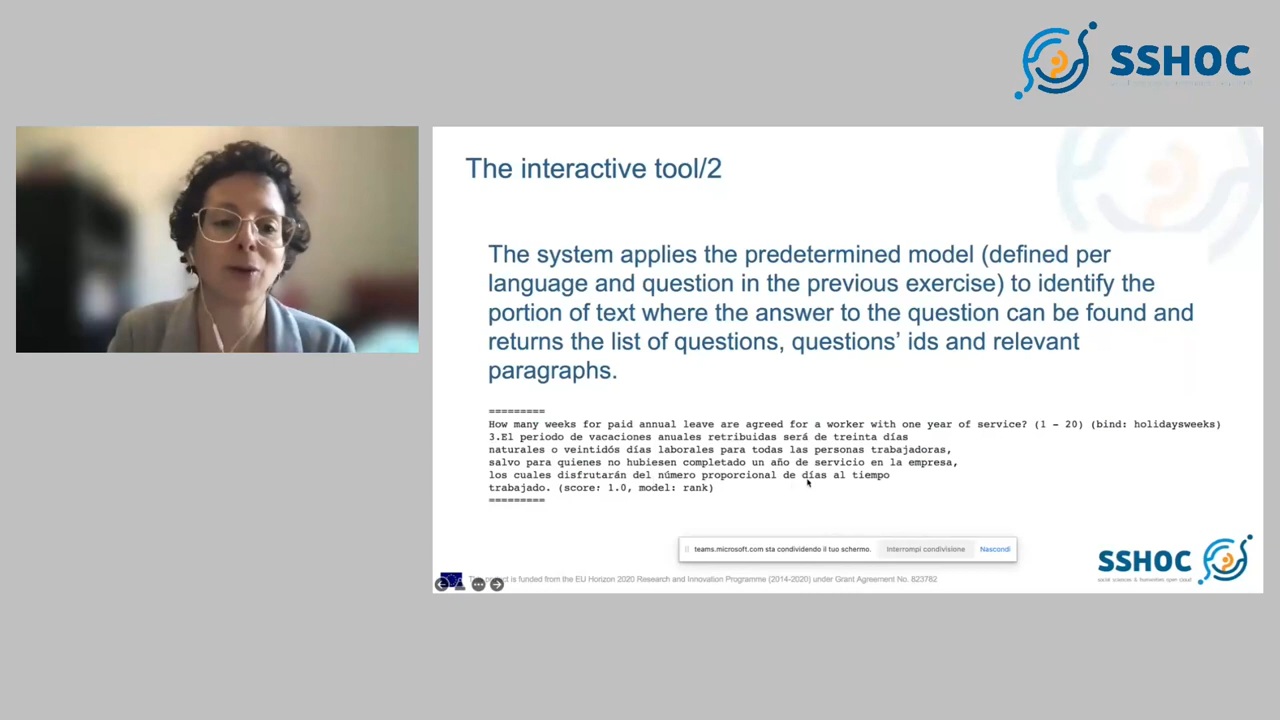 SSHOC
The interactive tool/2
The system applies the predetermined model (defined per
language and question in the previous exercise) to identify the
portion of text where the answer to the question can be found and
returns the list of questions, questions' ids and relevant
paragraphs.
=========
How many weeks for paid annual leave are agreed for a worker with one year of service? (1 - 20) (bind: holidaysweeks)
3.El periodo de vacaciones anuales retribuidas será de treinta días
naturales o veintidós días laborales para todas las personas trabajadoras,
salvo para quienes no hubiesen completado un año de servicio en la empresa,
los cuales disfrutarán del número proporcional de días al tiempo
trabajado. (score: 1.0, model: rank)
=========
teams.microsoft.com sta condividendo il tuo schermo. Interrompi condivisione Nascondi
SSHOC
social sciences & humanities open cloud
project is funded from the EU Horizon 2020 Research and Innovation Programme (2014-2020) under Grant Agreement No. 823782